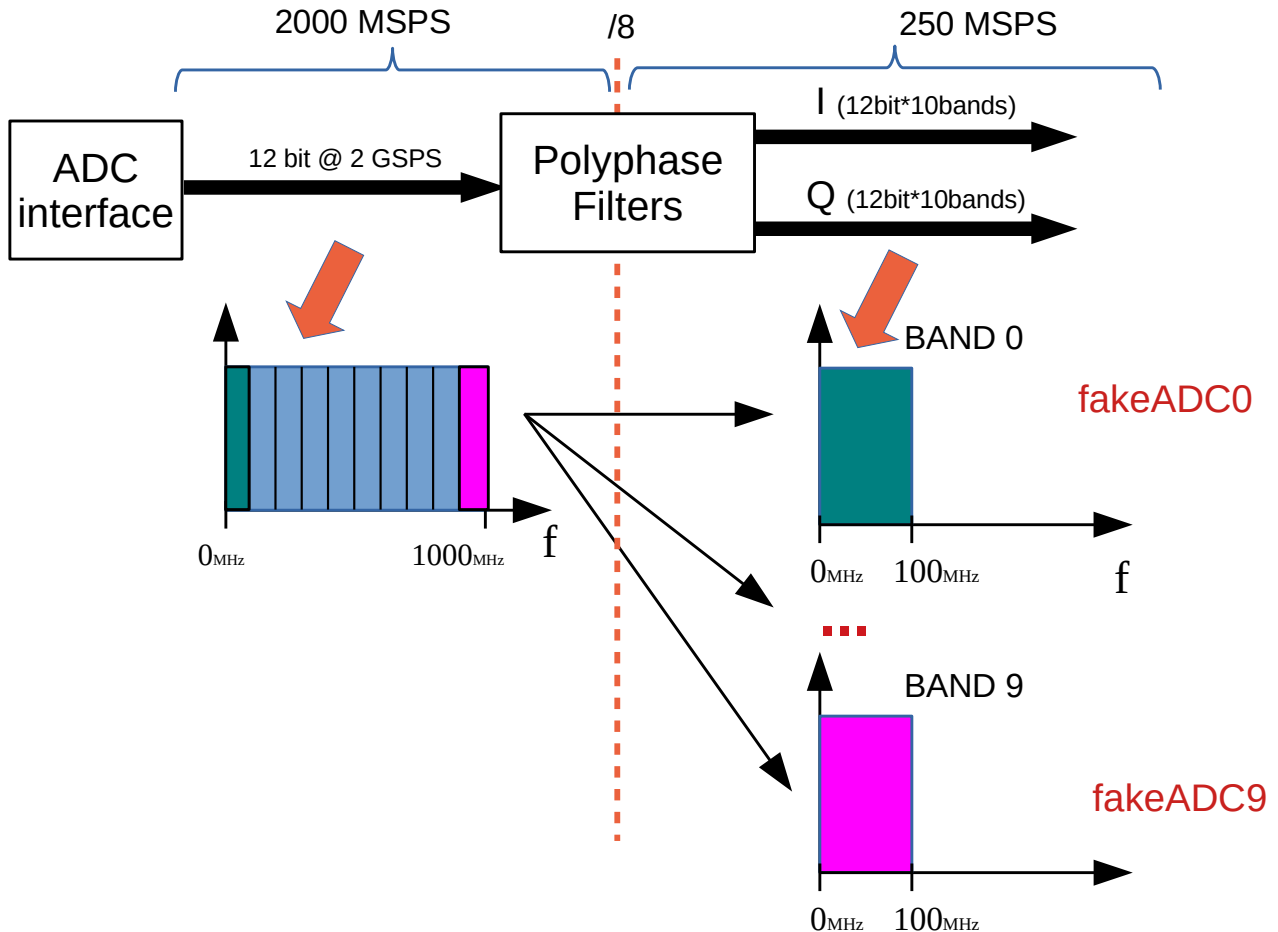 2000 MSPS
/8
250 MSPS
I (12bit*10bands)
ADC
interface
12 bit @ 2 GSPS
Polyphase
Filters
Q (12bit*10bands)
BAND 0
fakeADC0
f
0MHz
1000MHz
0MHz
100MHz
f
BAND 9
fakeADC9
0MHz
100MHz